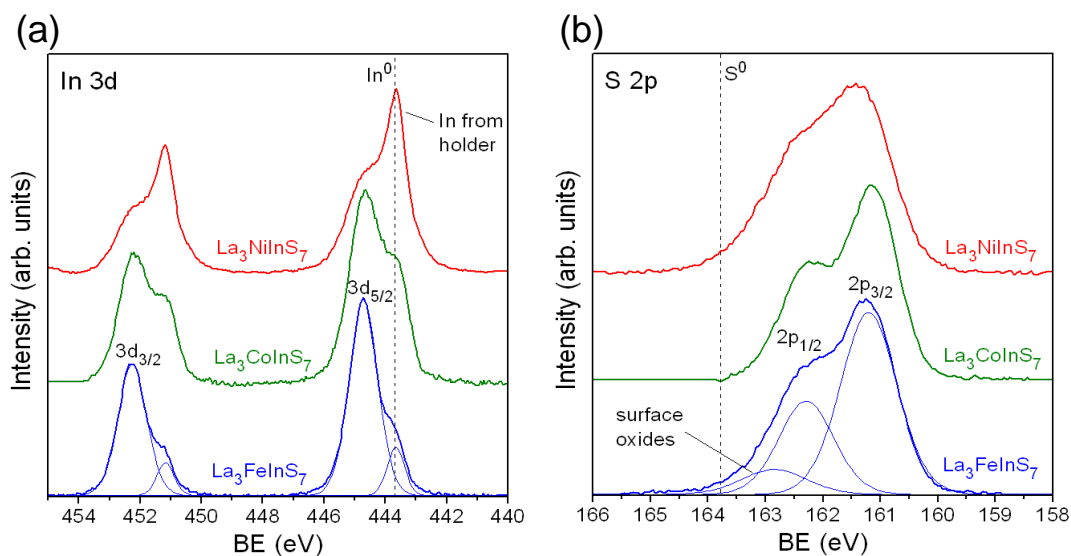 (a)
In 3d
In⁰
In from
holder
La₃NiInS₇
3d₅/₂
La₃CoInS₇
3d₃/₂
La₃FeInS₇
Intensity (arb. units)
454 452 450 448 446 444 442 440
BE (eV)
(b)
S 2p
S⁰
La₃NiInS₇
2p₃/₂
2p₁/₂
La₃CoInS₇
surface
oxides
La₃FeInS₇
Intensity (arb. units)
166 165 164 163 162 161 160 159 158
BE (eV)